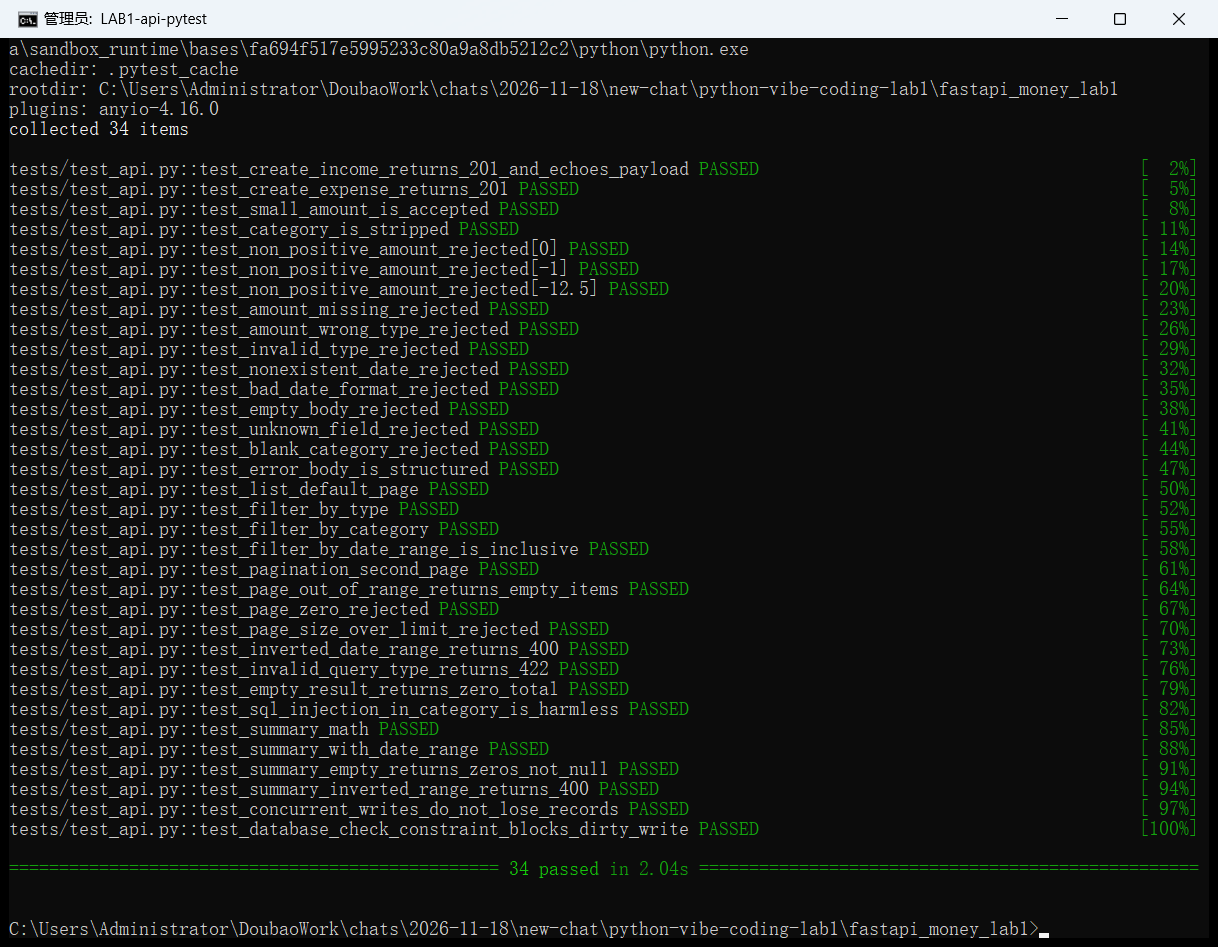 管理员: LAB1-api-pytest
a\sandbox_runtime\bases\fa694f517e5995233c80a9a8db5212c2\python\python.exe
cachedir: .pytest_cache
rootdir: C:\Users\Administrator\DoubaoWork\chats\2026-11-18\new-chat\python-vibe-coding-lab1\fastapi_money_lab1
plugins: anyio-4.16.0
collected 34 items
tests/test_api.py::test_create_income_returns_201_and_echoes_payload PASSED [  2%]
tests/test_api.py::test_create_expense_returns_201 PASSED [  5%]
tests/test_api.py::test_small_amount_is_accepted PASSED [  8%]
tests/test_api.py::test_category_is_stripped PASSED [ 11%]
tests/test_api.py::test_non_positive_amount_rejected[0] PASSED [ 14%]
tests/test_api.py::test_non_positive_amount_rejected[-1] PASSED [ 17%]
tests/test_api.py::test_non_positive_amount_rejected[-12.5] PASSED [ 20%]
tests/test_api.py::test_amount_missing_rejected PASSED [ 23%]
tests/test_api.py::test_amount_wrong_type_rejected PASSED [ 26%]
tests/test_api.py::test_invalid_type_rejected PASSED [ 29%]
tests/test_api.py::test_nonexistent_date_rejected PASSED [ 32%]
tests/test_api.py::test_bad_date_format_rejected PASSED [ 35%]
tests/test_api.py::test_empty_body_rejected PASSED [ 38%]
tests/test_api.py::test_unknown_field_rejected PASSED [ 41%]
tests/test_api.py::test_blank_category_rejected PASSED [ 44%]
tests/test_api.py::test_error_body_is_structured PASSED [ 47%]
tests/test_api.py::test_list_default_page PASSED [ 50%]
tests/test_api.py::test_filter_by_type PASSED [ 52%]
tests/test_api.py::test_filter_by_category PASSED [ 55%]
tests/test_api.py::test_filter_by_date_range_is_inclusive PASSED [ 58%]
tests/test_api.py::test_pagination_second_page PASSED [ 61%]
tests/test_api.py::test_page_out_of_range_returns_empty_items PASSED [ 64%]
tests/test_api.py::test_page_zero_rejected PASSED [ 67%]
tests/test_api.py::test_page_size_over_limit_rejected PASSED [ 70%]
tests/test_api.py::test_inverted_date_range_returns_400 PASSED [ 73%]
tests/test_api.py::test_invalid_query_type_returns_422 PASSED [ 76%]
tests/test_api.py::test_empty_result_returns_zero_total PASSED [ 79%]
tests/test_api.py::test_sql_injection_in_category_is_harmless PASSED [ 82%]
tests/test_api.py::test_summary_math PASSED [ 85%]
tests/test_api.py::test_summary_with_date_range PASSED [ 88%]
tests/test_api.py::test_summary_empty_returns_zeros_not_null PASSED [ 91%]
tests/test_api.py::test_summary_inverted_range_returns_400 PASSED [ 94%]
tests/test_api.py::test_concurrent_writes_do_not_lose_records PASSED [ 97%]
tests/test_api.py::test_database_check_constraint_blocks_dirty_write PASSED [100%]
================================================= 34 passed in 2.04s ==================================================
C:\Users\Administrator\DoubaoWork\chats\2026-11-18\new-chat\python-vibe-coding-lab1\fastapi_money_lab1>